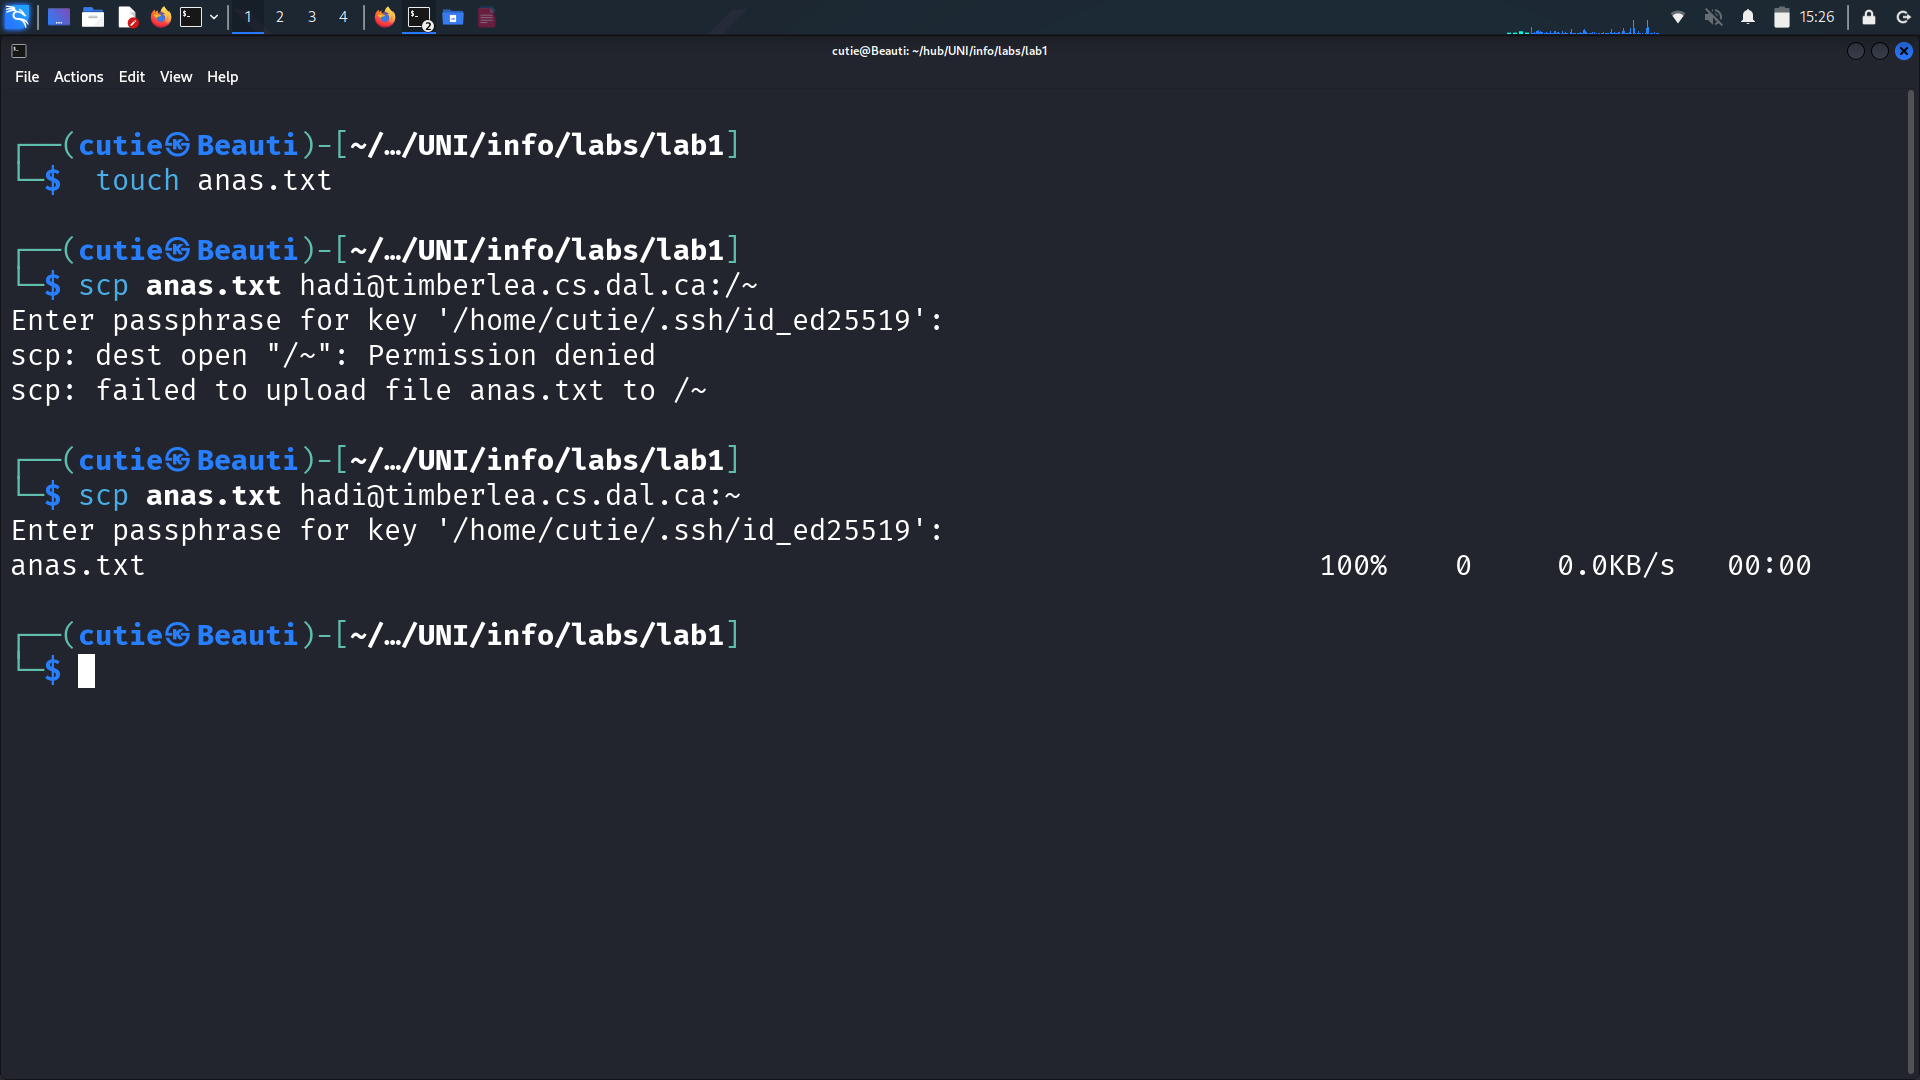 1 2 3 4 2 15:26
cutie@Beauti: ~/hub/UNI/info/labs/lab1
File Actions Edit View Help
┌──(cutie㉿Beauti)-[~/…/UNI/info/labs/lab1]
└─$  touch anas.txt
┌──(cutie㉿Beauti)-[~/…/UNI/info/labs/lab1]
└─$ scp anas.txt hadi@timberlea.cs.dal.ca:/~
Enter passphrase for key '/home/cutie/.ssh/id_ed25519':
scp: dest open "/~": Permission denied
scp: failed to upload file anas.txt to /~
┌──(cutie㉿Beauti)-[~/…/UNI/info/labs/lab1]
└─$ scp anas.txt hadi@timberlea.cs.dal.ca:~
Enter passphrase for key '/home/cutie/.ssh/id_ed25519':
anas.txt 100% 0 0.0KB/s 00:00
┌──(cutie㉿Beauti)-[~/…/UNI/info/labs/lab1]
└─$